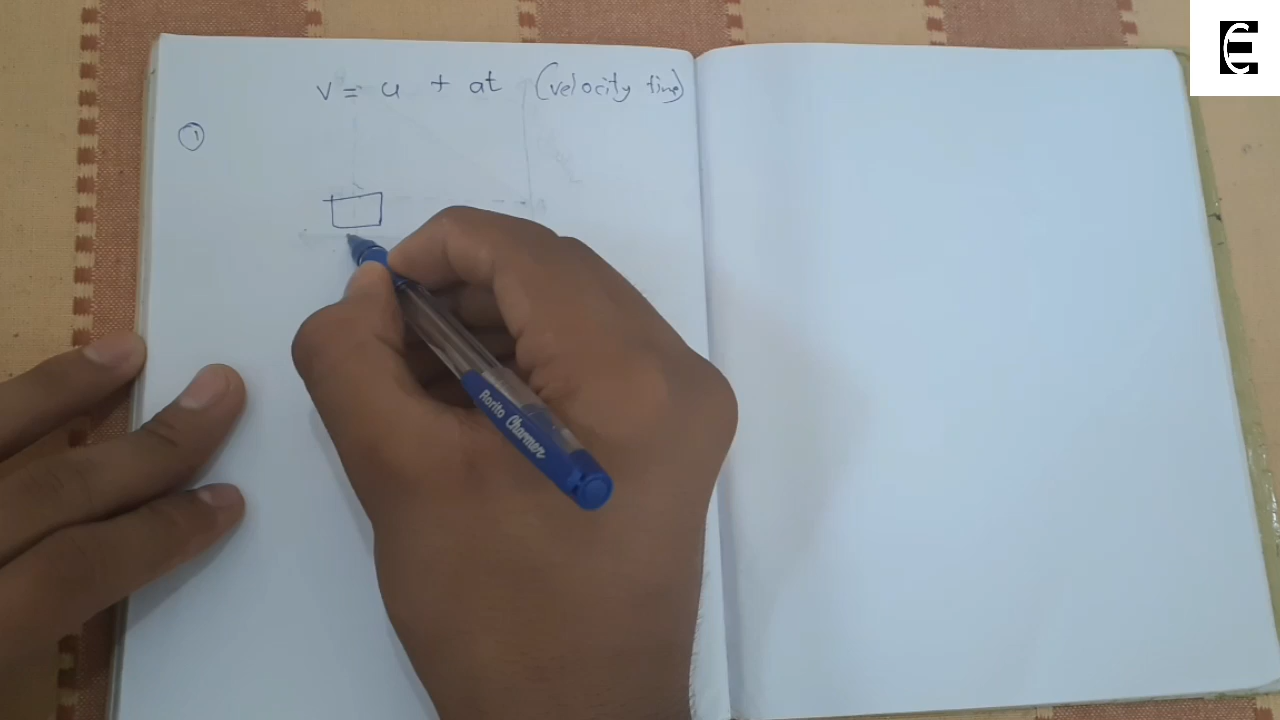 v = u + at (velocity time)
①
Rorito Charmer
E